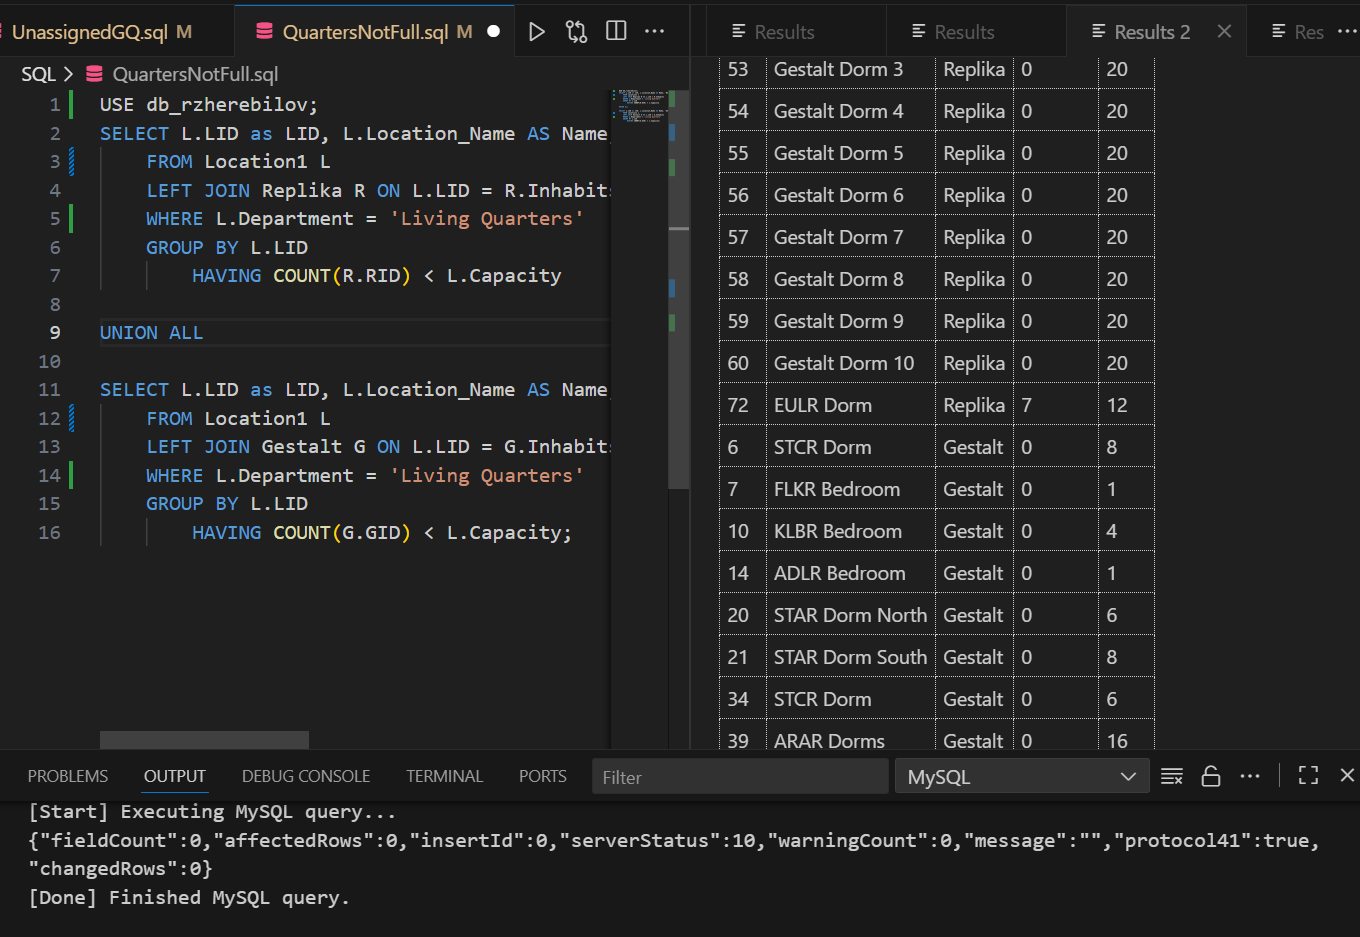 UnassignedGQ.sql M
QuartersNotFull.sql M
Results
Results
Results 2
Res
SQL > QuartersNotFull.sql
1 USE db_rzherebilov;
2 SELECT L.LID as LID, L.Location_Name AS Name,
3 FROM Location1 L
4 LEFT JOIN Replika R ON L.LID = R.Inhabits
5 WHERE L.Department = 'Living Quarters'
6 GROUP BY L.LID
7 HAVING COUNT(R.RID) < L.Capacity
8
9 UNION ALL
10
11 SELECT L.LID as LID, L.Location_Name AS Name,
12 FROM Location1 L
13 LEFT JOIN Gestalt G ON L.LID = G.Inhabits
14 WHERE L.Department = 'Living Quarters'
15 GROUP BY L.LID
16 HAVING COUNT(G.GID) < L.Capacity;
53 Gestalt Dorm 3 Replika 0 20
54 Gestalt Dorm 4 Replika 0 20
55 Gestalt Dorm 5 Replika 0 20
56 Gestalt Dorm 6 Replika 0 20
57 Gestalt Dorm 7 Replika 0 20
58 Gestalt Dorm 8 Replika 0 20
59 Gestalt Dorm 9 Replika 0 20
60 Gestalt Dorm 10 Replika 0 20
72 EULR Dorm Replika 7 12
6 STCR Dorm Gestalt 0 8
7 FLKR Bedroom Gestalt 0 1
10 KLBR Bedroom Gestalt 0 4
14 ADLR Bedroom Gestalt 0 1
20 STAR Dorm North Gestalt 0 6
21 STAR Dorm South Gestalt 0 8
34 STCR Dorm Gestalt 0 6
39 ARAR Dorms Gestalt 0 16
PROBLEMS OUTPUT DEBUG CONSOLE TERMINAL PORTS Filter MySQL
[Start] Executing MySQL query...
{"fieldCount":0,"affectedRows":0,"insertId":0,"serverStatus":10,"warningCount":0,"message":"","protocol41":true,
"changedRows":0}
[Done] Finished MySQL query.